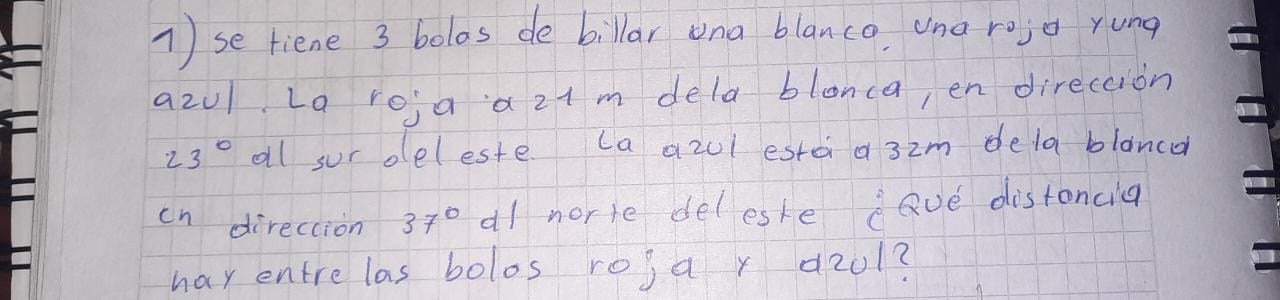 1) se tiene 3 bolas de billar una blanca, una roja y una
azul. La roja a 21 m de la blanca, en dirección
23° al sur del este. La azul está a 32m de la blanca
en dirección 37° al norte del este ¿Qué distancia
hay entre las bolas roja y azul?